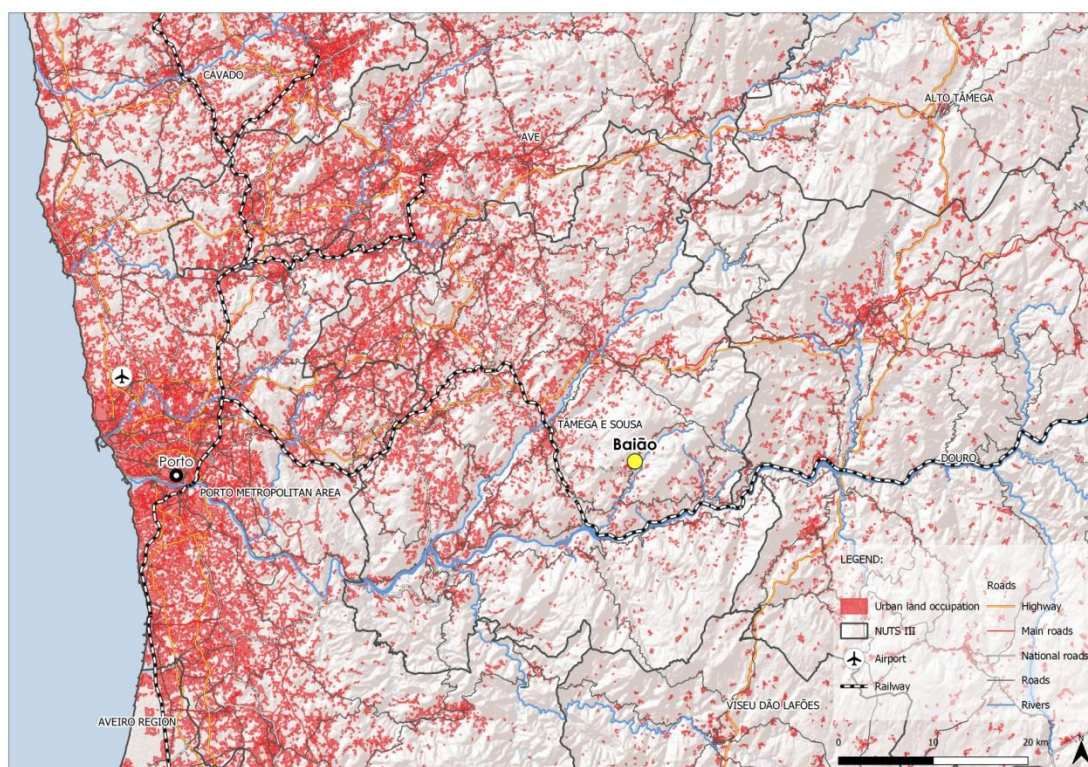 CÁVADO
ALTO TÂMEGA
AVE
TÂMEGA E SOUSA
Baião
DOURO
Porto
PORTO METROPOLITAN AREA
AVEIRO REGION
VISEU DÃO LAFÕES
LEGEND:
Urban land occupation
NUTS III
Airport
Railway
Roads
Highway
Main roads
National roads
Roads
Rivers
0 10 20 km